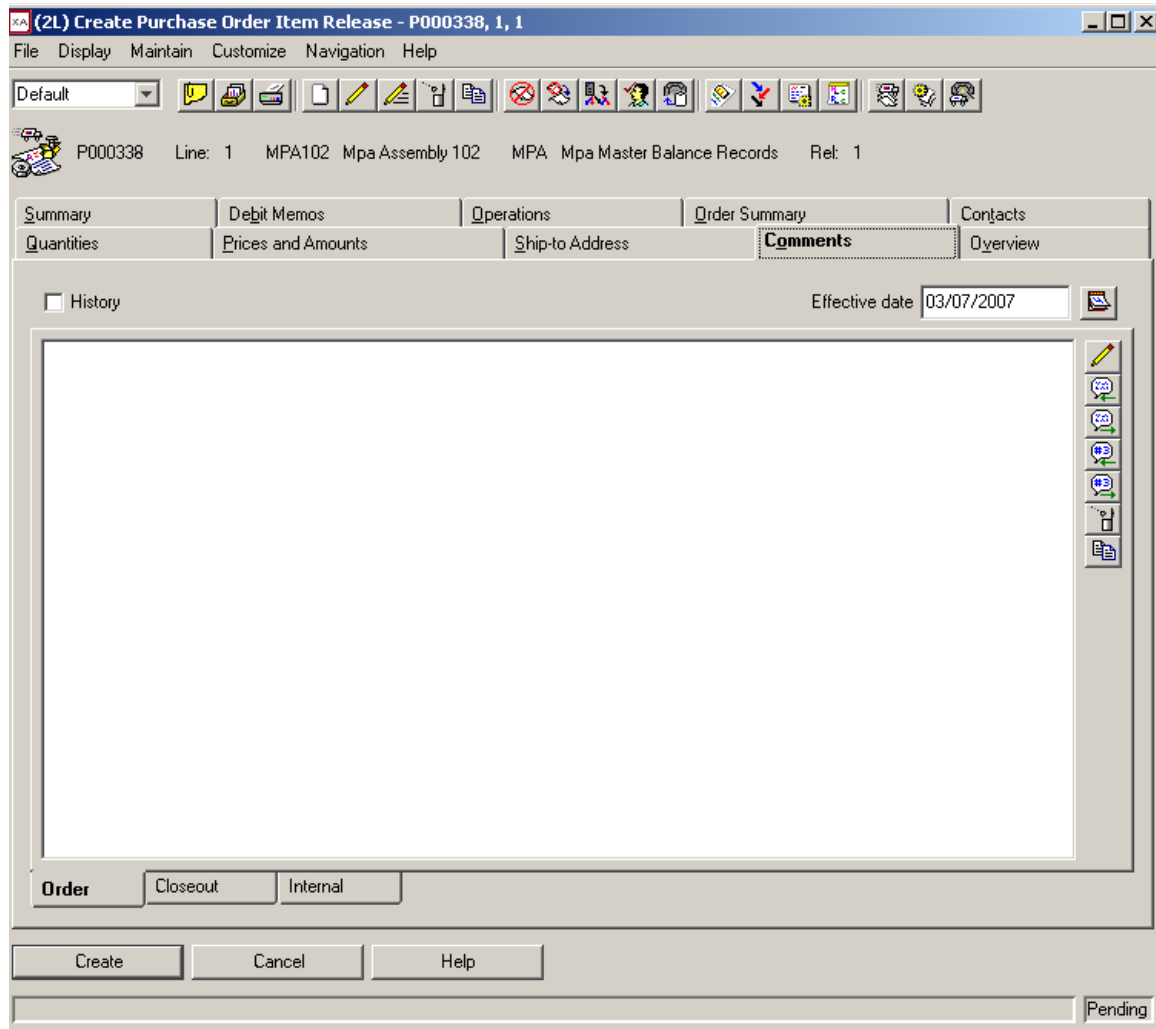 XA (2L) Create Purchase Order Item Release - P000338, 1, 1
File Display Maintain Customize Navigation Help
Default
P000338 Line: 1 MPA102 Mpa Assembly 102 MPA Mpa Master Balance Records Rel: 1
Summary Debit Memos Operations Order Summary Contacts
Quantities Prices and Amounts Ship-to Address Comments Overview
History Effective date 03/07/2007
Order Closeout Internal
Create Cancel Help
Pending